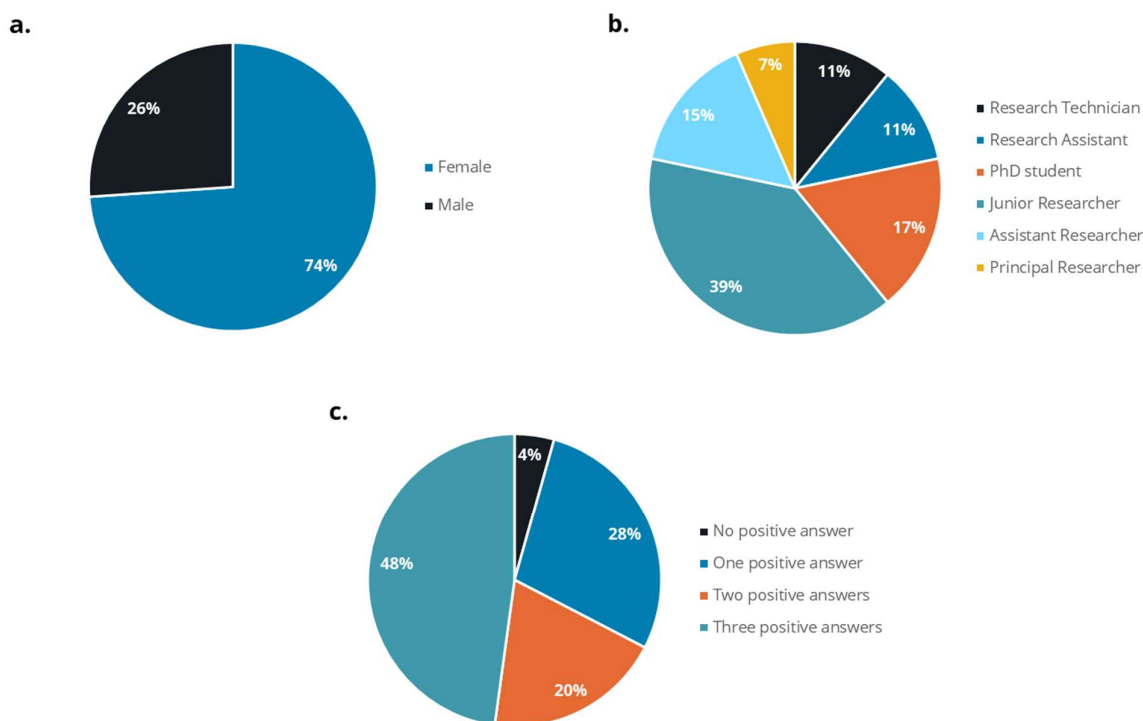 a.
26%
74%
Female
Male
b.
7%
11%
15%
11%
17%
39%
Research Technician
Research Assistant
PhD student
Junior Researcher
Assistant Researcher
Principal Researcher
c.
4%
28%
48%
20%
No positive answer
One positive answer
Two positive answers
Three positive answers